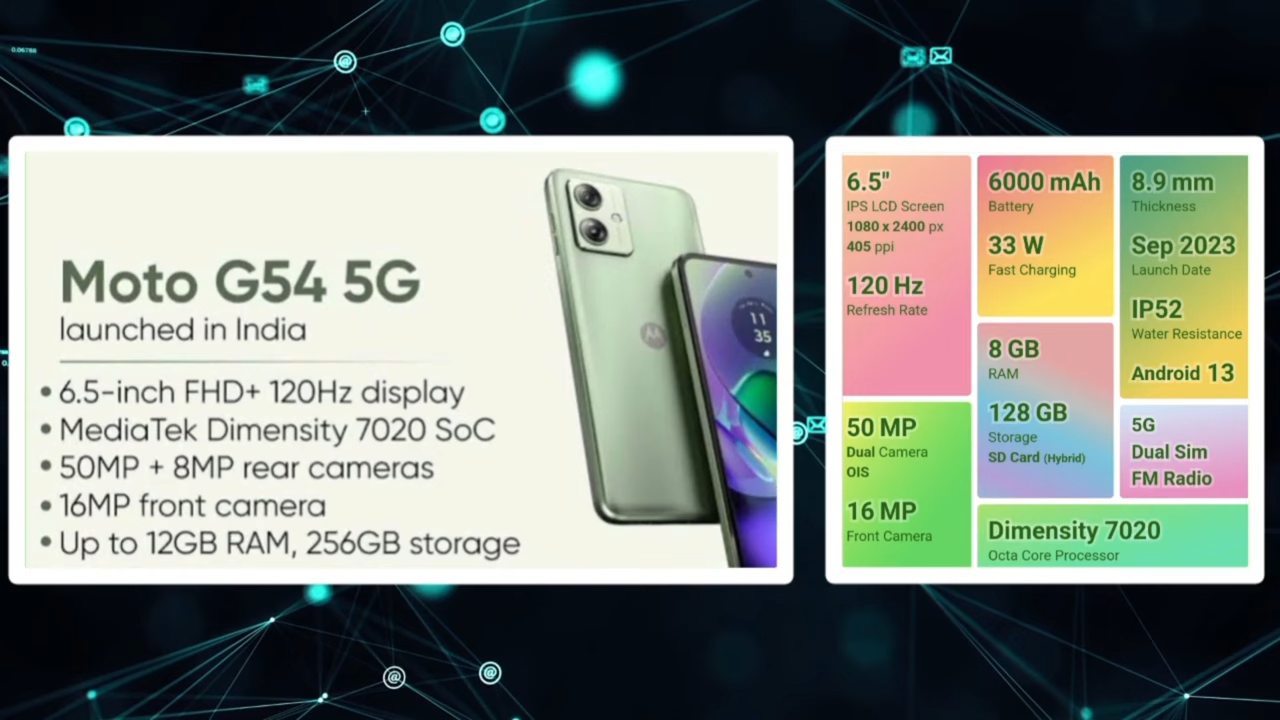 0.06786
Moto G54 5G
launched in India
• 6.5-inch FHD+ 120Hz display
• MediaTek Dimensity 7020 SoC
• 50MP + 8MP rear cameras
• 16MP front camera
• Up to 12GB RAM, 256GB storage
11
35
6.5"
IPS LCD Screen
1080 x 2400 px
405 ppi
120 Hz
Refresh Rate
50 MP
Dual Camera
OIS
16 MP
Front Camera
6000 mAh
Battery
33 W
Fast Charging
8 GB
RAM
128 GB
Storage
SD Card (Hybrid)
8.9 mm
Thickness
Sep 2023
Launch Date
IP52
Water Resistance
Android 13
5G
Dual Sim
FM Radio
Dimensity 7020
Octa Core Processor